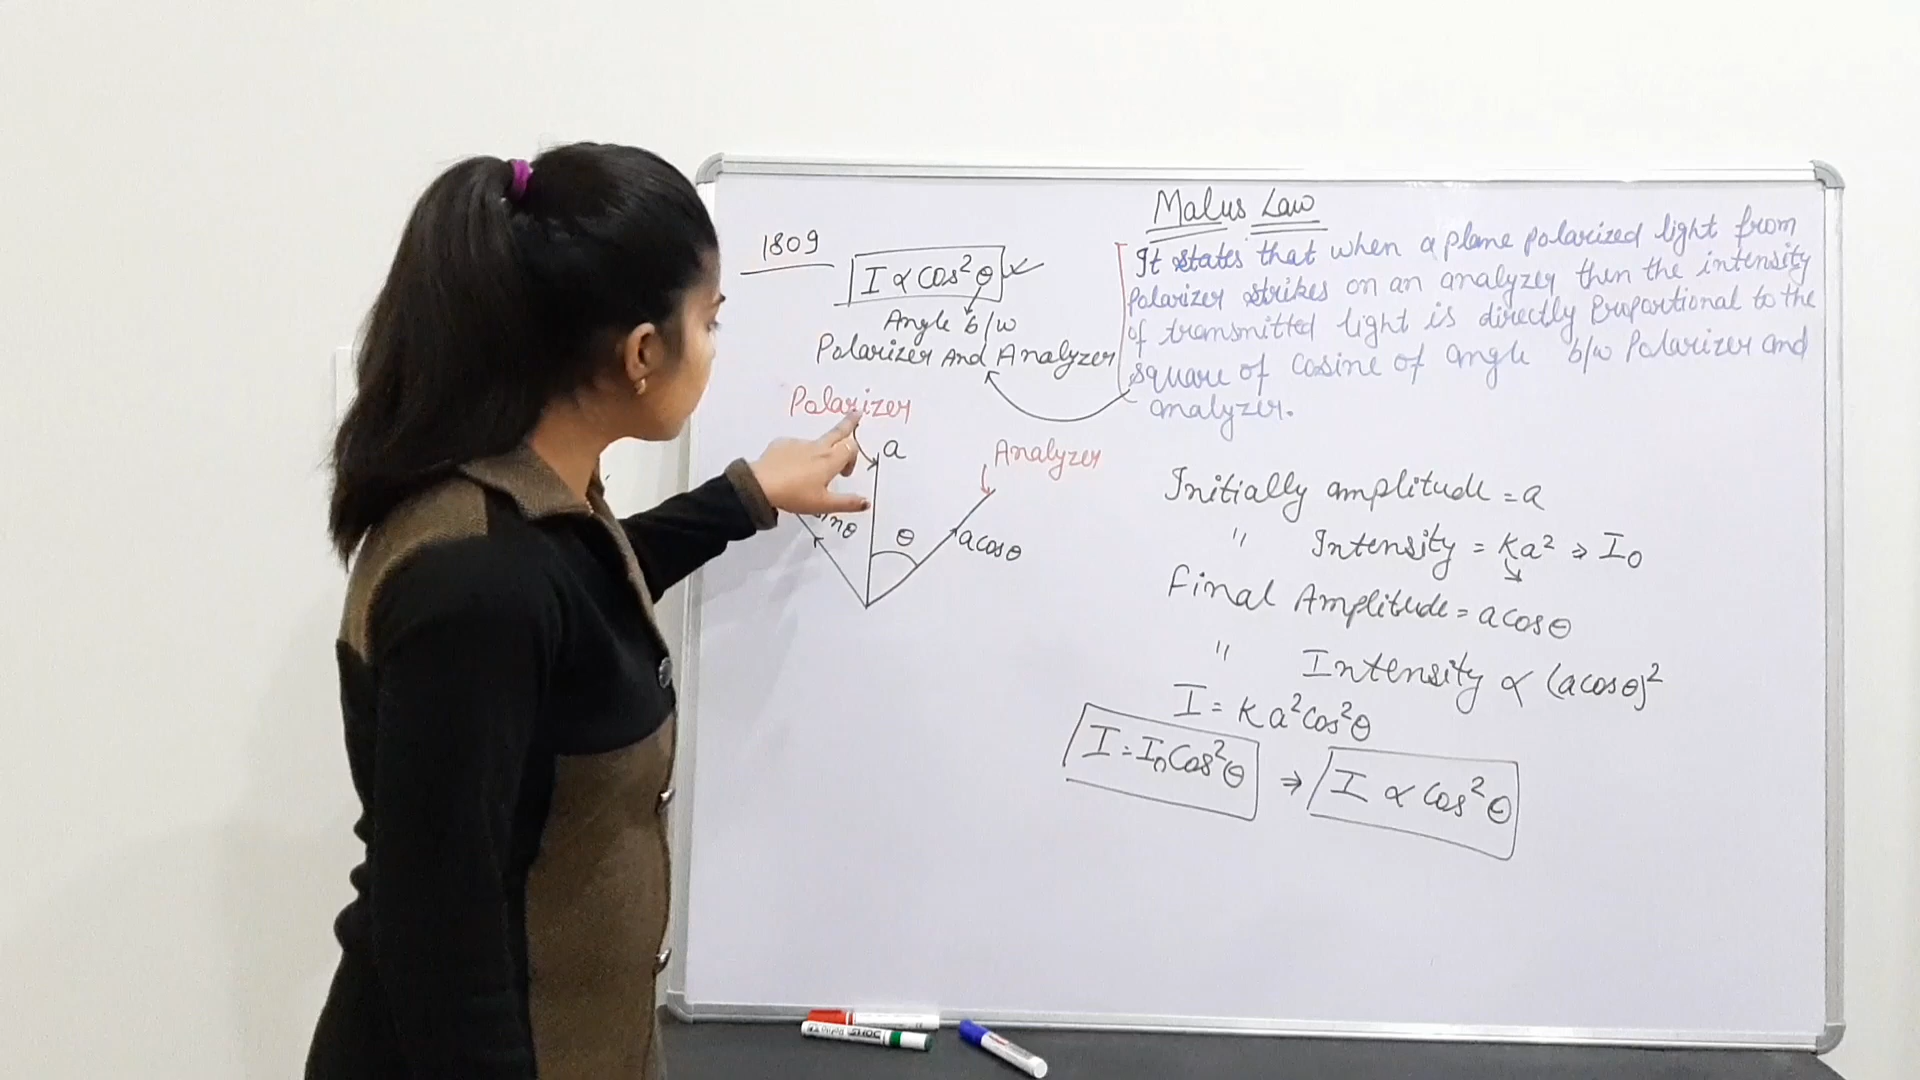 Malus Law
1809
I ∝ Cos² θ
Angle b/w
Polarizer And Analyzer
It states that when a plane polarized light from
Polarizer strikes on an analyzer then the intensity
of transmitted light is directly Proportional to the
square of cosine of angle b/w Polarizer and
analyzer.
Polarizer
a
Analyzer
θ
acosθ
Initially amplitude = a
" Intensity = Ka² ⇒ I₀
Final Amplitude = acosθ
" Intensity ∝ (acosθ)²
I = Ka²Cos²θ
I = I₀Cos²θ ⇒ I ∝ Cos²θ